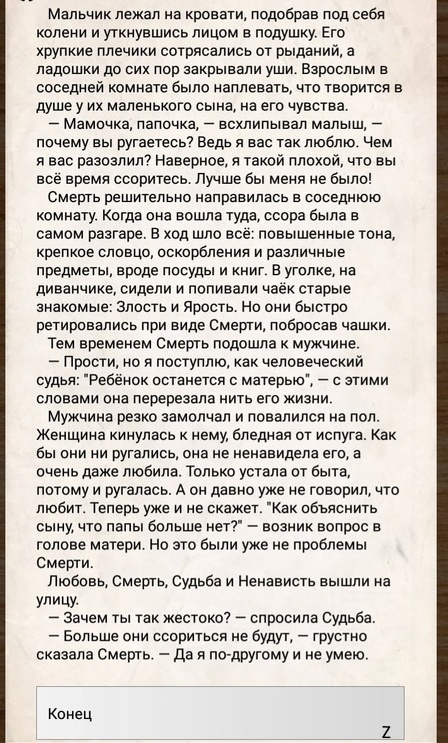 Мальчик лежал на кровати, подобрав под себя
колени и уткнувшись лицом в подушку. Его
хрупкие плечики сотрясались от рыданий, а
ладошки до сих пор закрывали уши. Взрослым в
соседней комнате было наплевать, что творится в
душе у их маленького сына, на его чувства.
— Мамочка, папочка, — всхлипывал малыш, —
почему вы ругаетесь? Ведь я вас так люблю. Чем
я вас разозлил? Наверное, я такой плохой, что вы
всё время ссоритесь. Лучше бы меня не было!
Смерть решительно направилась в соседнюю
комнату. Когда она вошла туда, ссора была в
самом разгаре. В ход шло всё: повышенные тона,
крепкое словцо, оскорбления и различные
предметы, вроде посуды и книг. В уголке, на
диванчике, сидели и попивали чаёк старые
знакомые: Злость и Ярость. Но они быстро
ретировались при виде Смерти, побросав чашки.
Тем временем Смерть подошла к мужчине.
— Прости, но я поступлю, как человеческий
судья: "Ребёнок останется с матерью", — с этими
словами она перерезала нить его жизни.
Мужчина резко замолчал и повалился на пол.
Женщина кинулась к нему, бледная от испуга. Как
бы они ни ругались, она не ненавидела его, а
очень даже любила. Только устала от быта,
потому и ругалась. А он давно уже не говорил, что
любит. Теперь уже и не скажет. "Как объяснить
сыну, что папы больше нет?" — возник вопрос в
голове матери. Но это были уже не проблемы
Смерти.
Любовь, Смерть, Судьба и Ненависть вышли на
улицу.
— Зачем ты так жестоко? — спросила Судьба.
— Больше они ссориться не будут, — грустно
сказала Смерть. — Да я по-другому и не умею.
Конец
Z